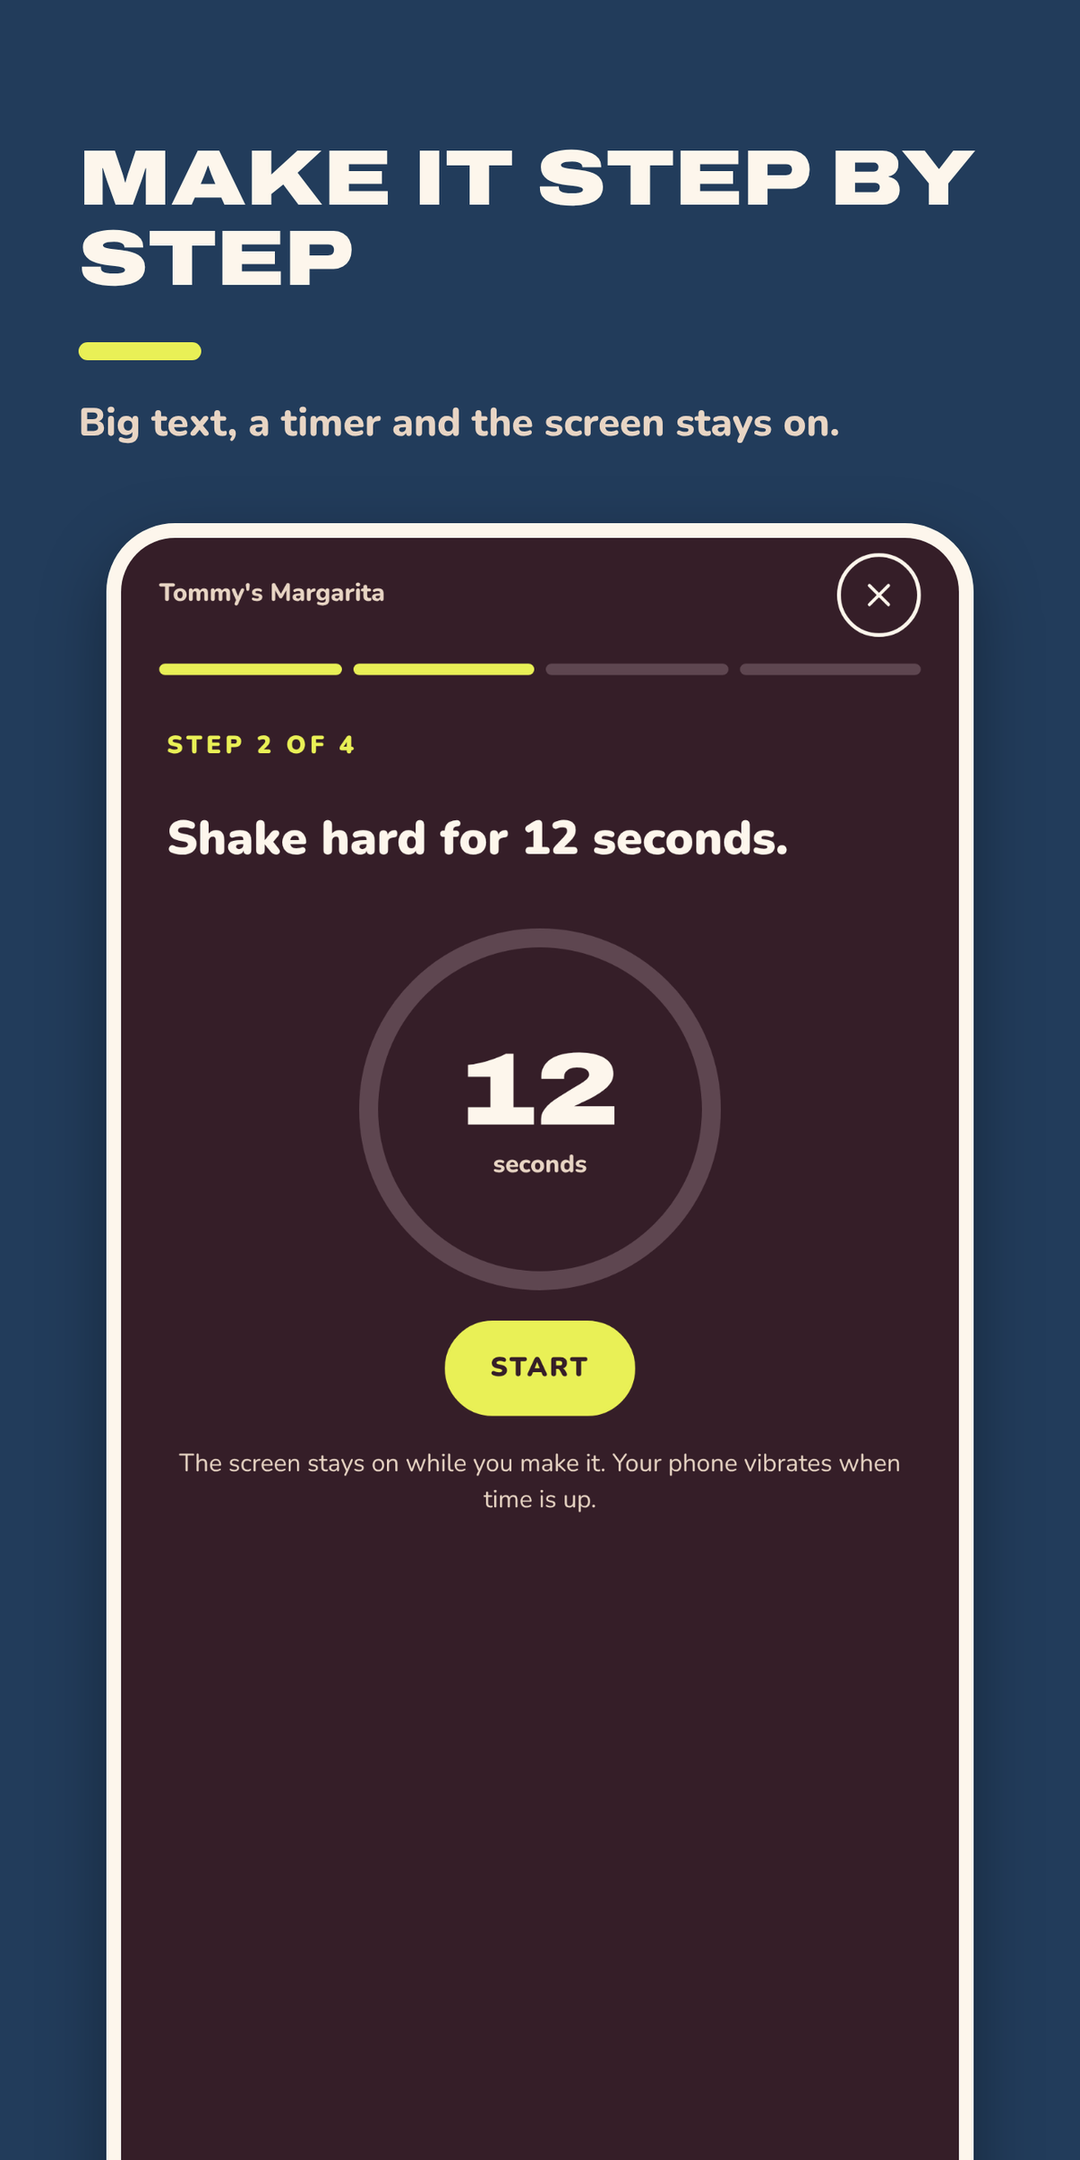 MAKE IT STEP BY
STEP
Big text, a timer and the screen stays on.
Tommy's Margarita
STEP 2 OF 4
Shake hard for 12 seconds.
12
seconds
START
The screen stays on while you make it. Your phone vibrates when
time is up.